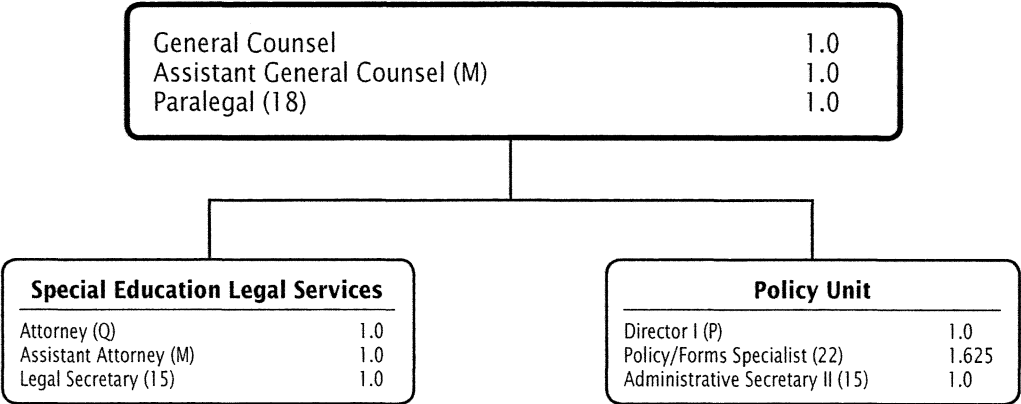 General Counsel 1.0
Assistant General Counsel (M) 1.0
Paralegal (18) 1.0
Special Education Legal Services
Attorney (Q) 1.0
Assistant Attorney (M) 1.0
Legal Secretary (15) 1.0
Policy Unit
Director I (P) 1.0
Policy/Forms Specialist (22) 1.625
Administrative Secretary II (15) 1.0